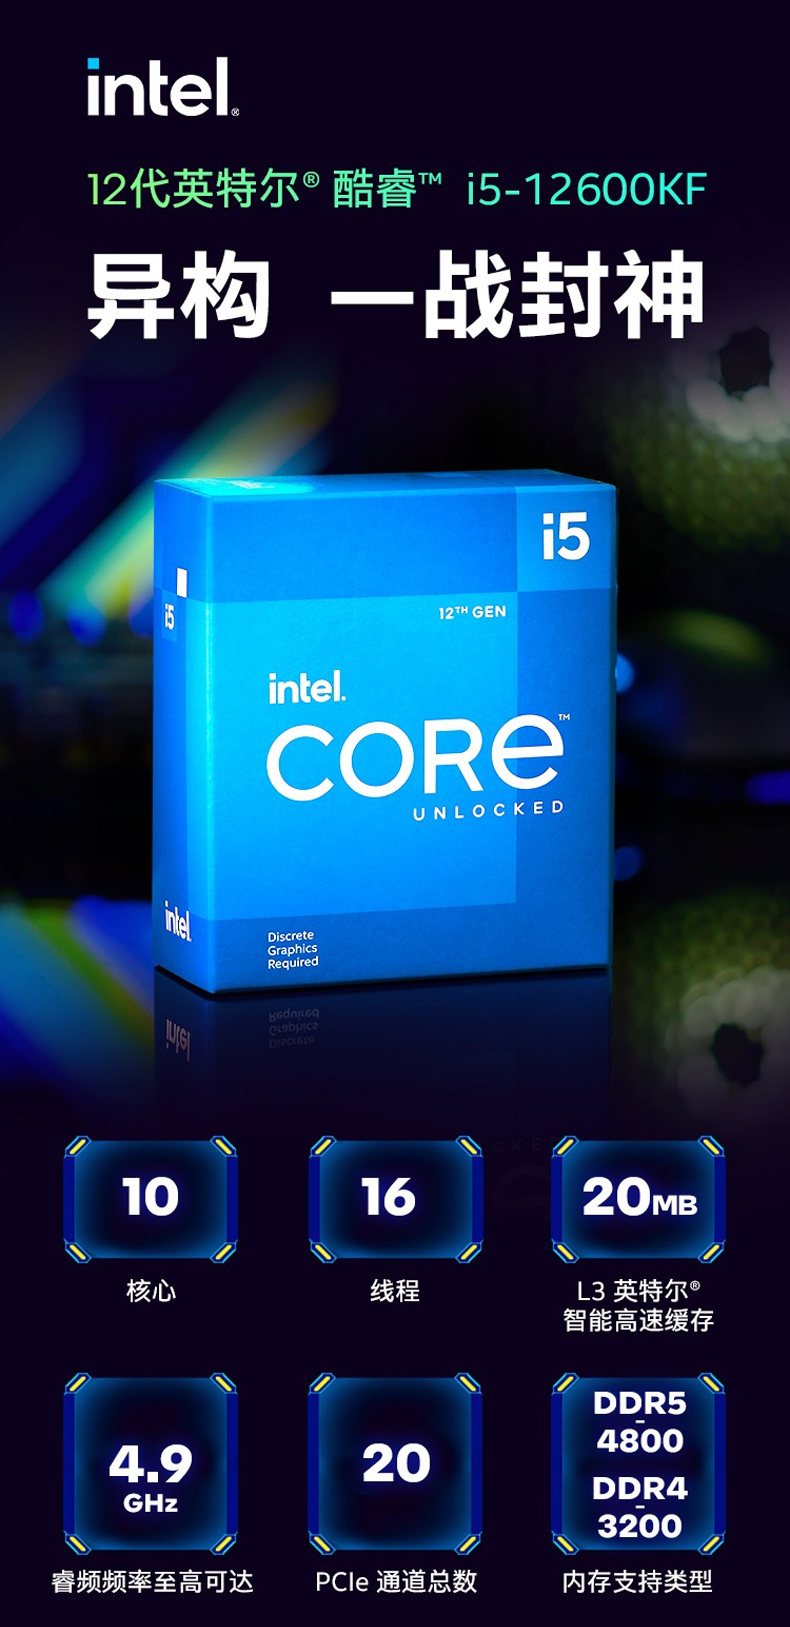 intel®
12代英特尔® 酷睿™ i5-12600KF
异构 一战封神
i5
12TH GEN
i5
intel.
CORE™
UNLOCKED
intel.
Discrete
Graphics
Required
10
核心
16
线程
20MB
L3 英特尔®
智能高速缓存
4.9
GHz
睿频频率至高可达
20
PCIe 通道总数
DDR5
-
4800
DDR4
-
3200
内存支持类型